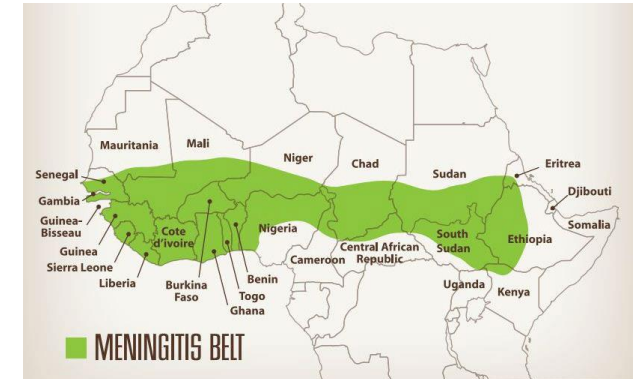 Mauritania
Mali
Niger
Chad
Sudan
Eritrea
Senegal
Djibouti
Gambia
Guinea-
Bissau
Cote
d'ivoire
Nigeria
South
Sudan
Ethiopia
Somalia
Guinea
Sierra Leone
Liberia
Burkina
Faso
Benin
Togo
Ghana
Cameroon
Central African
Republic
Uganda
Kenya
MENINGITIS BELT